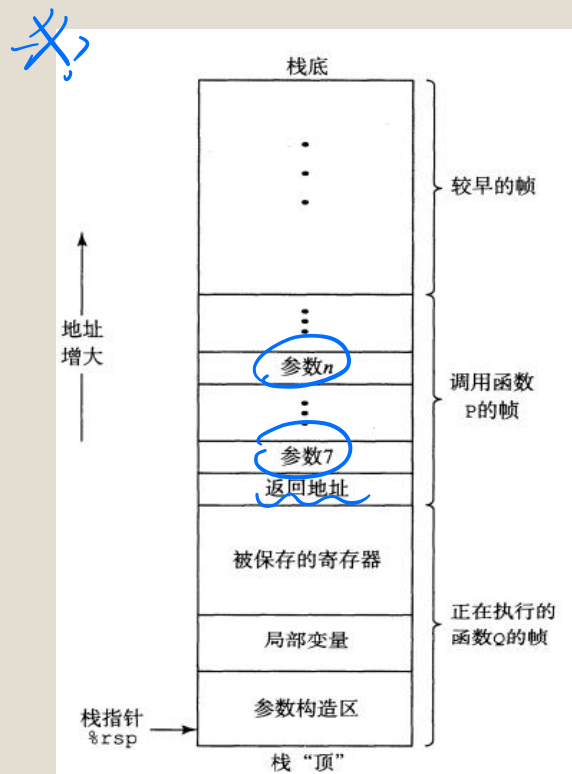 栈底
较早的帧
地址
增大
参数n
调用函数
P的帧
参数7
返回地址
被保存的寄存器
正在执行的
函数Q的帧
局部变量
参数构造区
栈指针
%rsp
栈“顶”